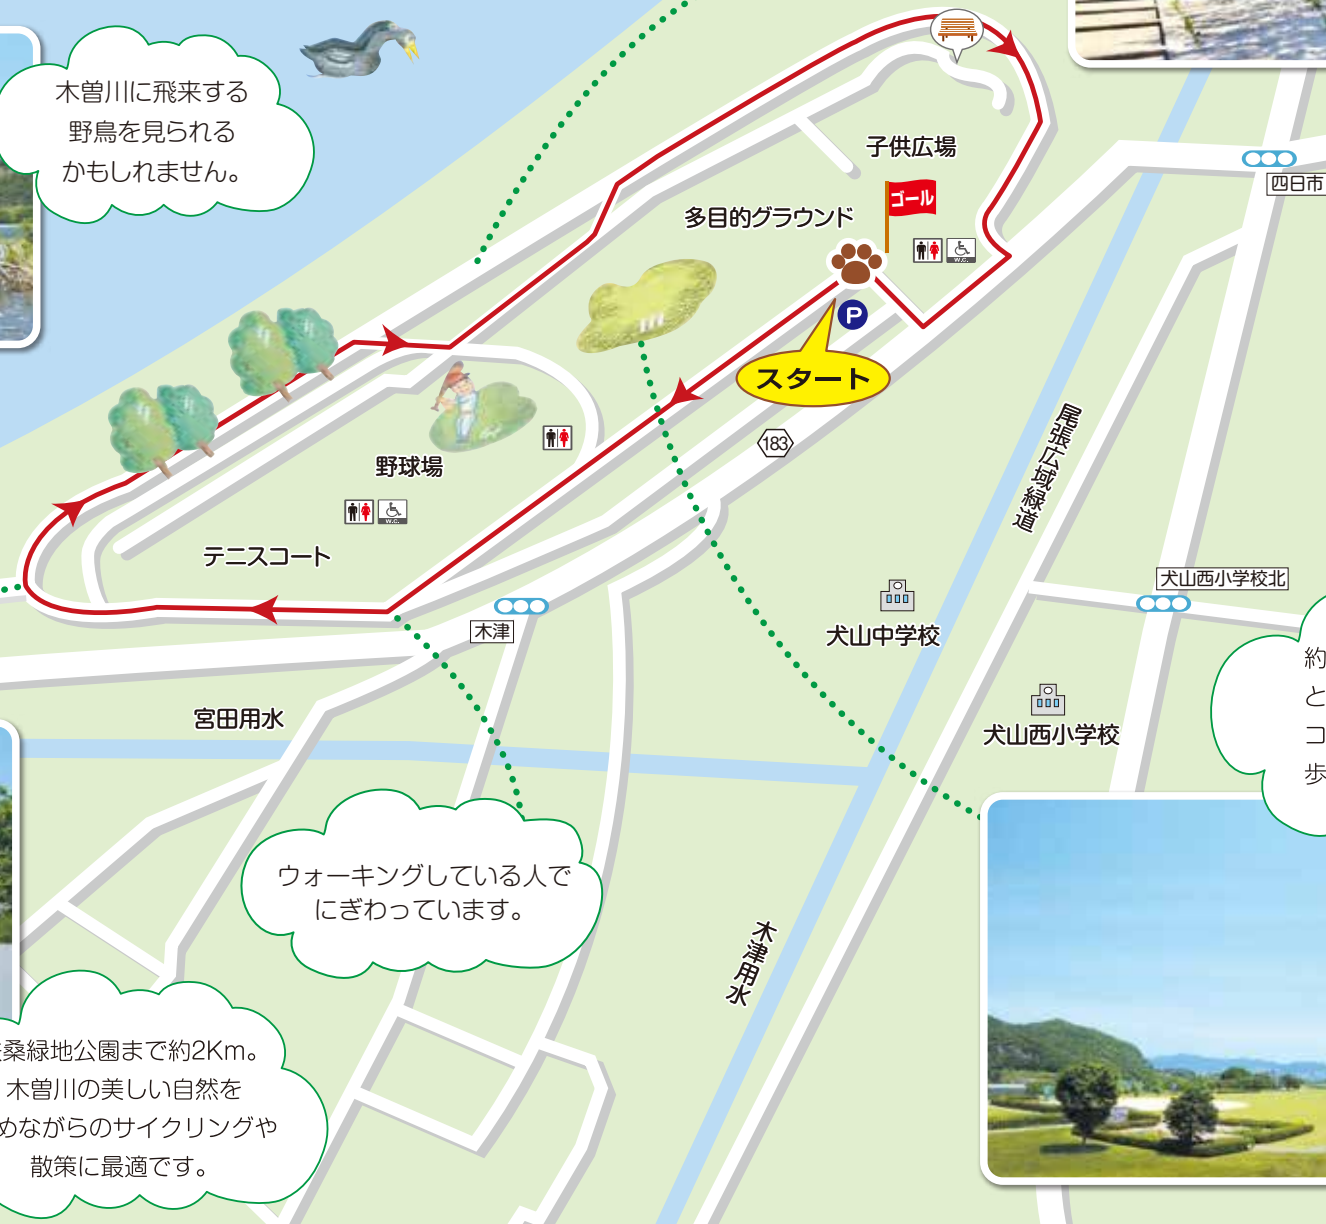 木曽川に飛来する
野鳥を見られる
かもしれません。
子供広場
ゴール
多目的グラウンド
W.C.
P
スタート
四日市
183
野球場
W.C.
テニスコート
尾張広域緑道
犬山西小学校北
木津
犬山中学校
約
と
コ
歩
犬山西小学校
宮田用水
ウォーキングしている人で
にぎわっています。
木津用水
桑緑地公園まで約2Km。
木曽川の美しい自然を
めながらのサイクリングや
散策に最適です。